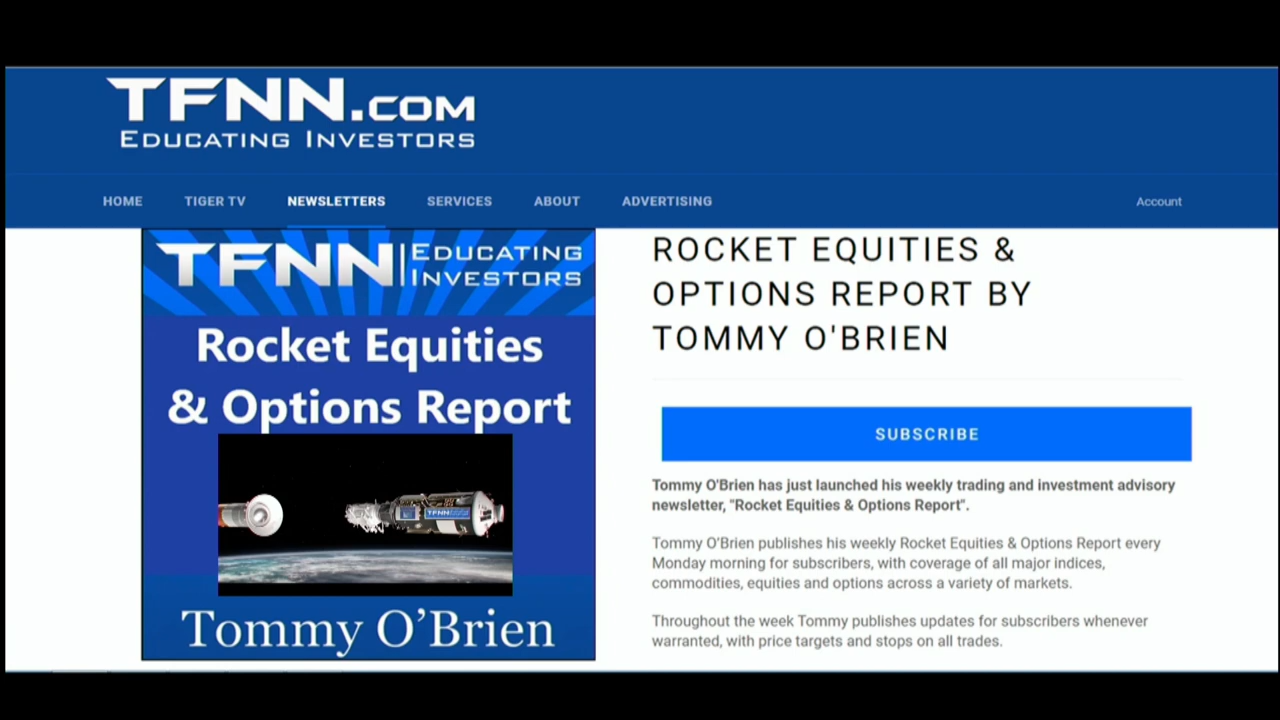 TFNN.COM
EDUCATING INVESTORS
HOME TIGER TV NEWSLETTERS SERVICES ABOUT ADVERTISING Account
TFNN EDUCATING
INVESTORS
Rocket Equities
& Options Report
TFNN
Tommy O'Brien
ROCKET EQUITIES &
OPTIONS REPORT BY
TOMMY O'BRIEN
SUBSCRIBE
Tommy O'Brien has just launched his weekly trading and investment advisory
newsletter, "Rocket Equities & Options Report".
Tommy O'Brien publishes his weekly Rocket Equities & Options Report every
Monday morning for subscribers, with coverage of all major indices,
commodities, equities and options across a variety of markets.
Throughout the week Tommy publishes updates for subscribers whenever
warranted, with price targets and stops on all trades.